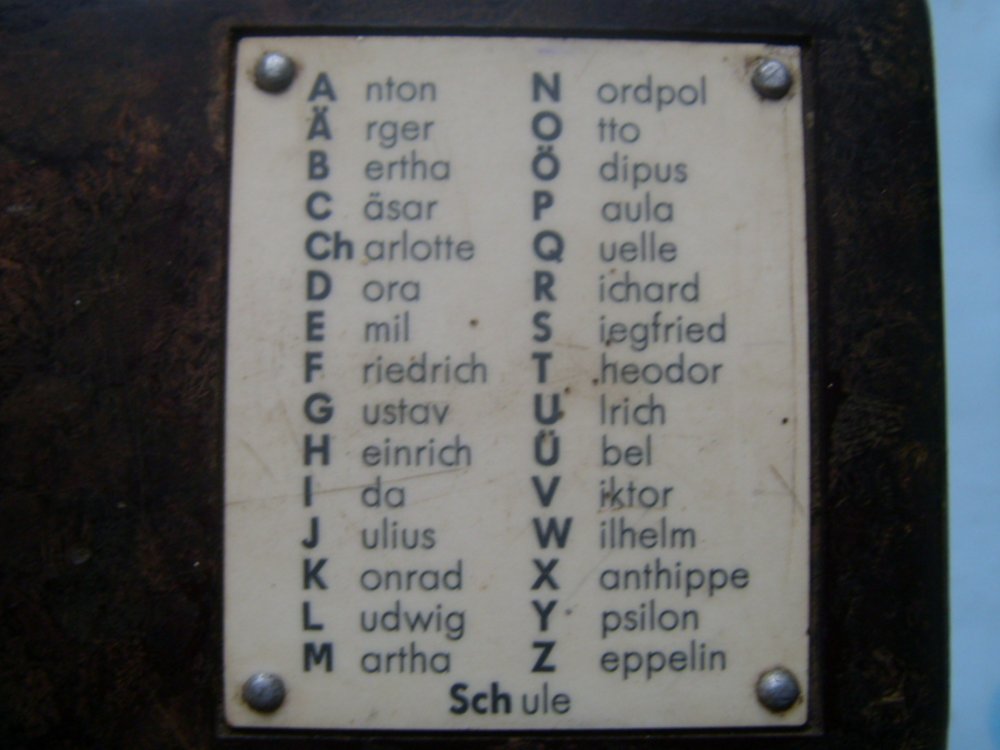 A nton
Ä rger
B ertha
C äsar
Ch arlotte
D ora
E mil
F riedrich
G ustav
H einrich
I da
J ulius
K onrad
L udwig
M artha
N ordpol
O tto
Ö dipus
P aula
Q uelle
R ichard
S iegfried
T heodor
U lrich
Ü bel
V iktor
W ilhelm
X anthippe
Y psilon
Z eppelin
Sch ule